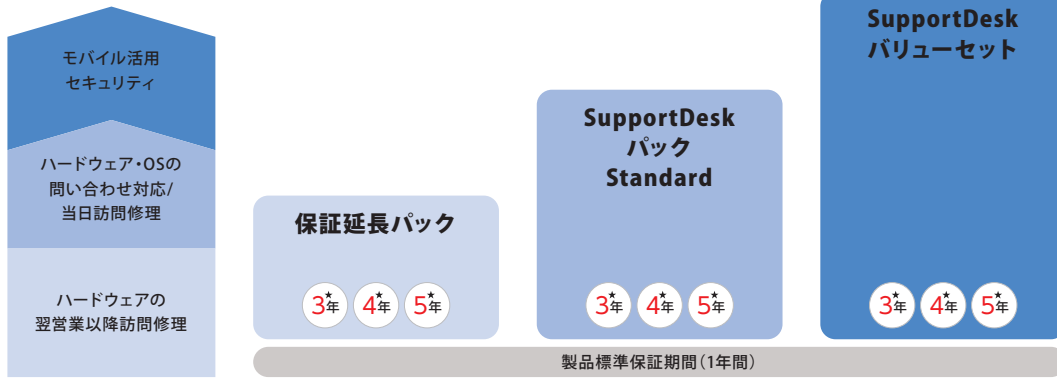 モバイル活用
セキュリティ
ハードウェア・OSの
問い合わせ対応/
当日訪問修理
ハードウェアの
翌営業以降訪問修理
保証延長パック
3年★ 4年★ 5年★
SupportDesk
パック
Standard
3年★ 4年★ 5年★
SupportDesk
バリューセット
3年★ 4年★ 5年★
製品標準保証期間（1年間）